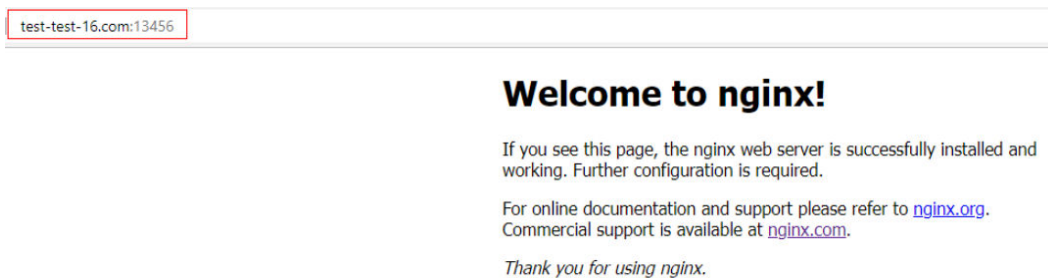 test-test-16.com:13456
Welcome to nginx!
If you see this page, the nginx web server is successfully installed and
working. Further configuration is required.
For online documentation and support please refer to nginx.org.
Commercial support is available at nginx.com.
Thank you for using nginx.